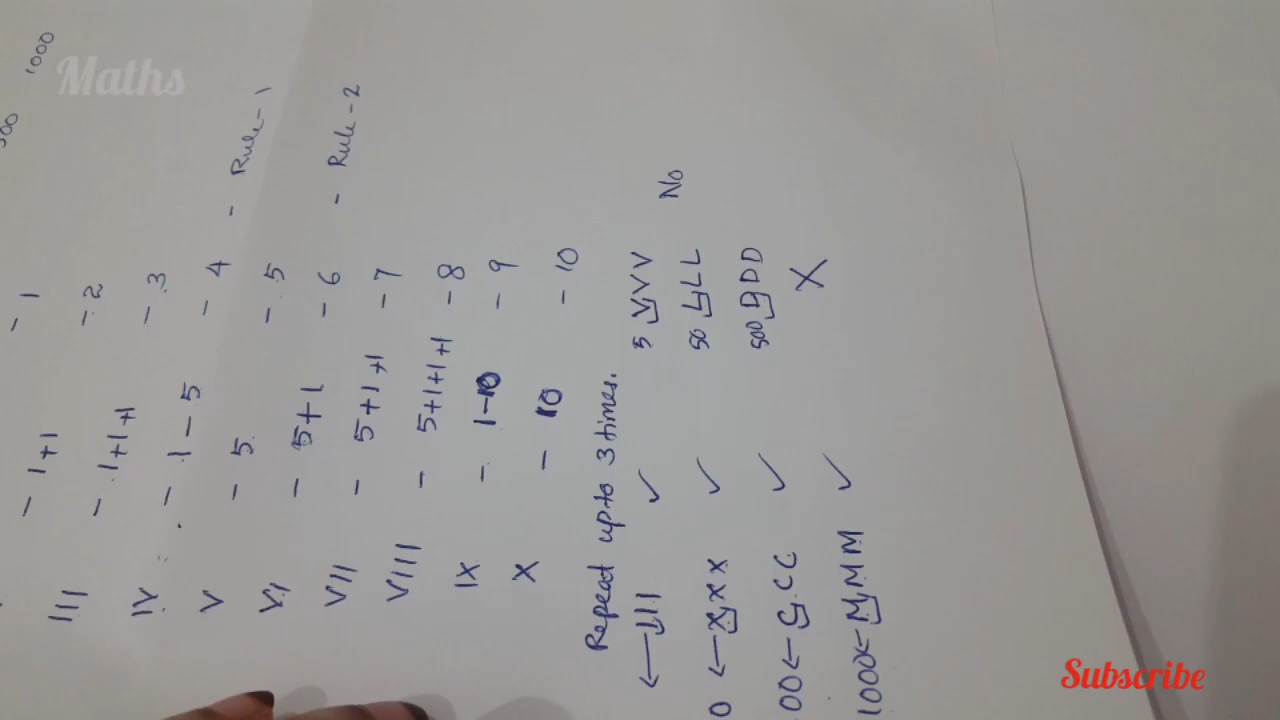 Maths
500 1000
- 1
- 1+1 - 2
III - 1+1+1 - 3
IV - 1-5 - 4 - Rule-1
V - 5 - 5
VI - 5+1 - 6 - Rule-2
VII - 5+1+1 - 7
VIII - 5+1+1+1 - 8
IX - 1-10 - 9
X - 10 - 10
Repeat upto 3 times.
← III ✓ 5 VVV
0 ← XXX ✓ 50 LLL No
00 ← CCC ✓ 500 DDD
1000 ← MMM ✓ X
Subscribe